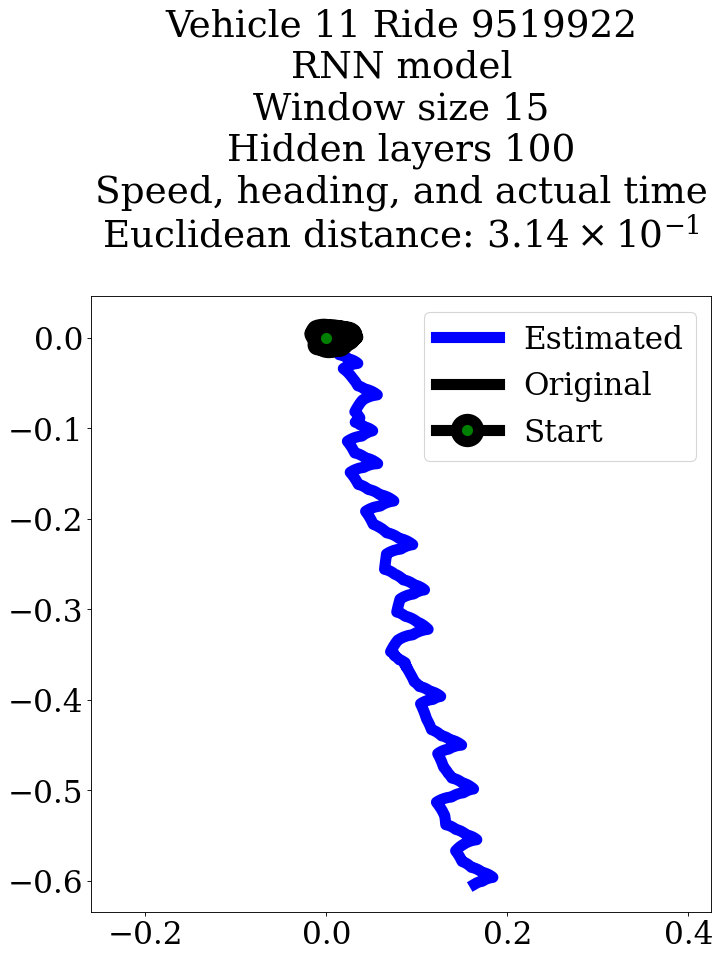 Vehicle 11 Ride 9519922
RNN model
Window size 15
Hidden layers 100
Speed, heading, and actual time
Euclidean distance: 3.14 × 10⁻¹
Estimated
Original
Start
0.0
−0.1
−0.2
−0.3
−0.4
−0.5
−0.6
−0.2 0.0 0.2 0.4